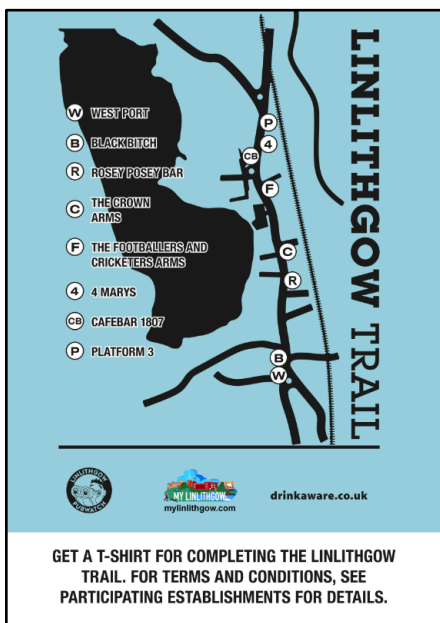 LINLITHGOW TRAIL
W WEST PORT
B BLACK BITCH
R ROSEY POSEY BAR
C THE CROWN
ARMS
F THE FOOTBALLERS AND
CRICKETERS ARMS
4 4 MARYS
CB CAFEBAR 1807
P PLATFORM 3
P
4
CB
F
C
R
B
W
LINLITHGOW
PUBWATCH
MY LINLITHGOW
mylinlithgow.com
drinkaware.co.uk
GET A T-SHIRT FOR COMPLETING THE LINLITHGOW
TRAIL. FOR TERMS AND CONDITIONS, SEE
PARTICIPATING ESTABLISHMENTS FOR DETAILS.